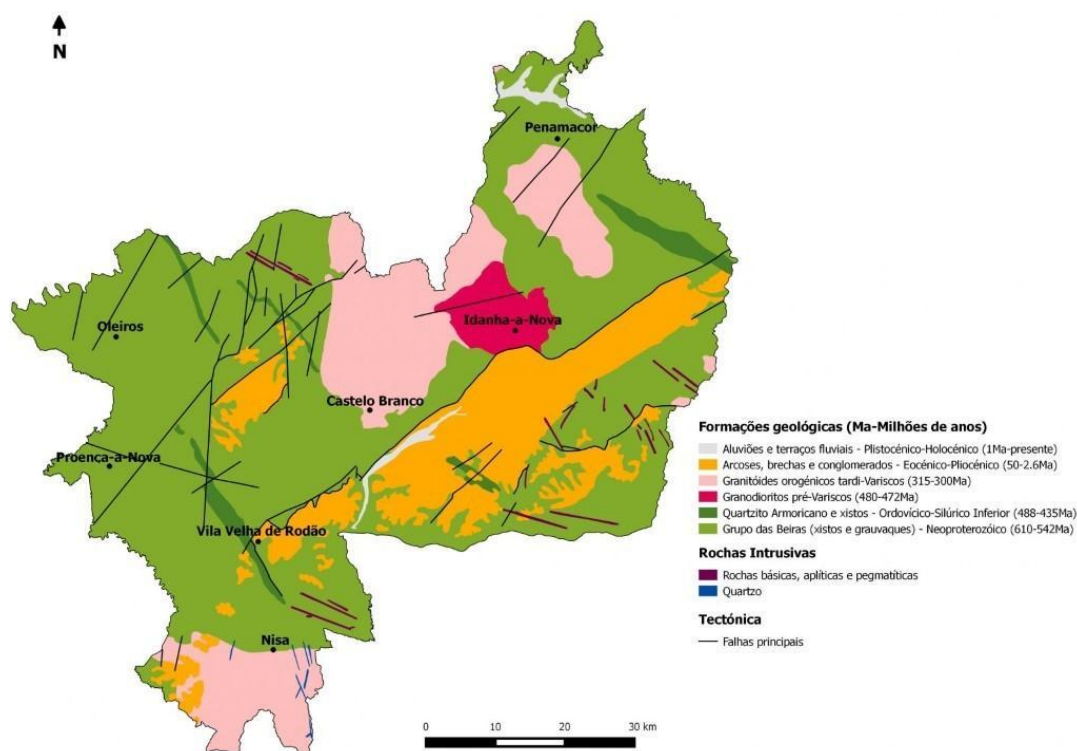 N
Penamacor
Oleiros
Idanha-a-Nova
Castelo Branco
Proença-a-Nova
Vila Velha de Rodão
Nisa
Formações geológicas (Ma-Milhões de anos)
Aluviões e terraços fluviais - Plistocénico-Holocénico (1Ma-presente)
Arcoses, brechas e conglomerados - Eocénico-Pliocénico (50-2.6Ma)
Granitóides orogénicos tardi-Variscos (315-300Ma)
Granodioritos pré-Variscos (480-472Ma)
Quartzito Armoricano e xistos - Ordovícico-Silúrico Inferior (488-435Ma)
Grupo das Beiras (xistos e grauvaques) - Neoproterozóico (610-542Ma)
Rochas Intrusivas
Rochas básicas, aplíticas e pegmatíticas
Quartzo
Tectónica
Falhas principais
0 10 20 30 km